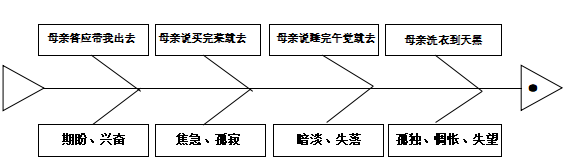 母亲答应带我出去
母亲说买完菜就去
母亲说睡完午觉就去
母亲洗衣到天黑
期盼、兴奋
焦急、孤寂
暗淡、失落
孤独、惆怅、失望